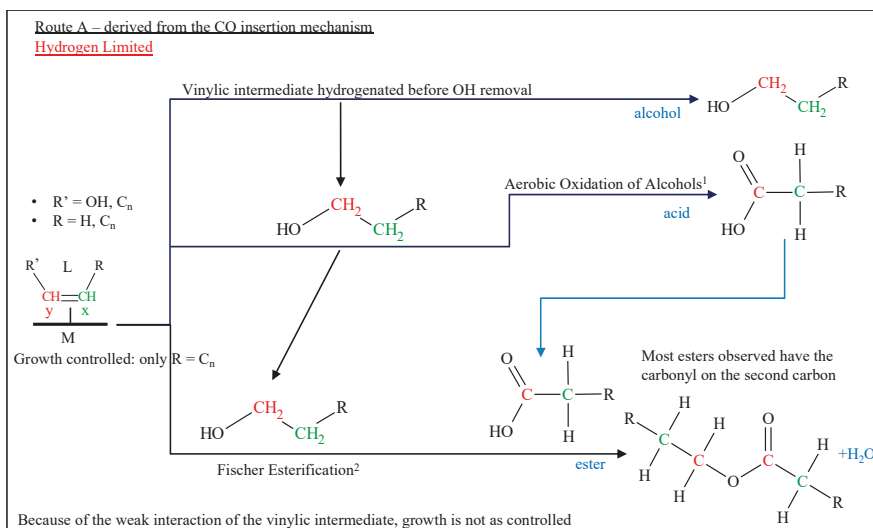 Route A – derived from the CO insertion mechanism
Hydrogen Limited
Vinylic intermediate hydrogenated before OH removal
alcohol
HO CH₂ CH₂ R
• R’ = OH, Cₙ
• R = H, Cₙ
HO CH₂ CH₂ R
Aerobic Oxidation of Alcohols¹
acid
O HO C C H H R
R’ L R
CH CH
y x
M
Growth controlled: only R = Cₙ
HO CH₂ CH₂ R
O HO C C H H R
Most esters observed have the
carbonyl on the second carbon
R H C H C H H O C O C H H R
+H₂O
Fischer Esterification²
ester
Because of the weak interaction of the vinylic intermediate, growth is not as controlled